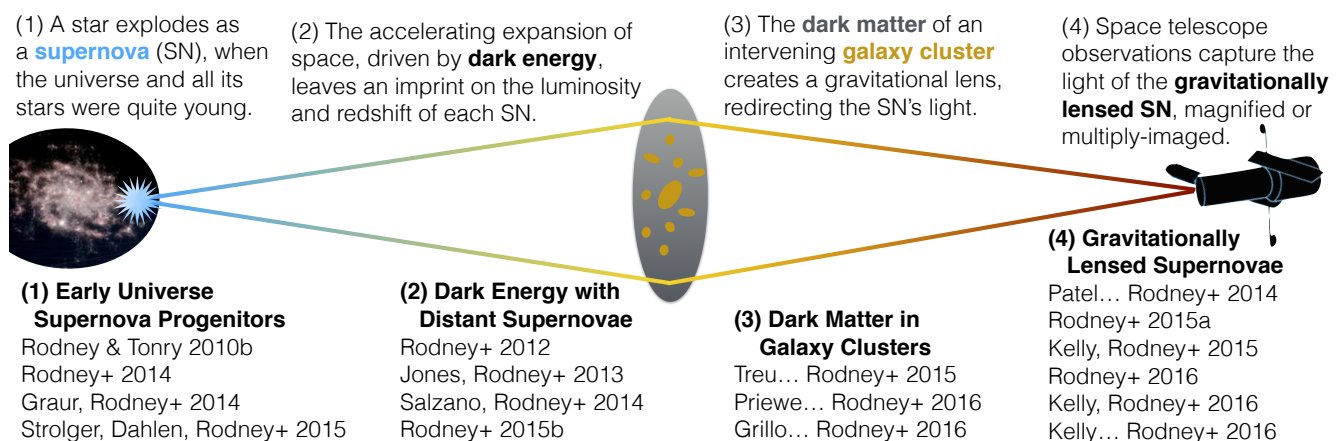 (1) A star explodes as
a supernova (SN), when
the universe and all its
stars were quite young.
(2) The accelerating expansion of
space, driven by dark energy,
leaves an imprint on the luminosity
and redshift of each SN.
(3) The dark matter of an
intervening galaxy cluster
creates a gravitational lens,
redirecting the SN's light.
(4) Space telescope
observations capture the
light of the gravitationally
lensed SN, magnified or
multiply-imaged.
(1) Early Universe
Supernova Progenitors
Rodney & Tonry 2010b
Rodney+ 2014
Graur, Rodney+ 2014
Strolger, Dahlen, Rodney+ 2015
(2) Dark Energy with
Distant Supernovae
Rodney+ 2012
Jones, Rodney+ 2013
Salzano, Rodney+ 2014
Rodney+ 2015b
(3) Dark Matter in
Galaxy Clusters
Treu... Rodney+ 2015
Priewe... Rodney+ 2016
Grillo... Rodney+ 2016
(4) Gravitationally
Lensed Supernovae
Patel... Rodney+ 2014
Rodney+ 2015a
Kelly, Rodney+ 2015
Rodney+ 2016
Kelly, Rodney+ 2016
Kelly... Rodney+ 2016